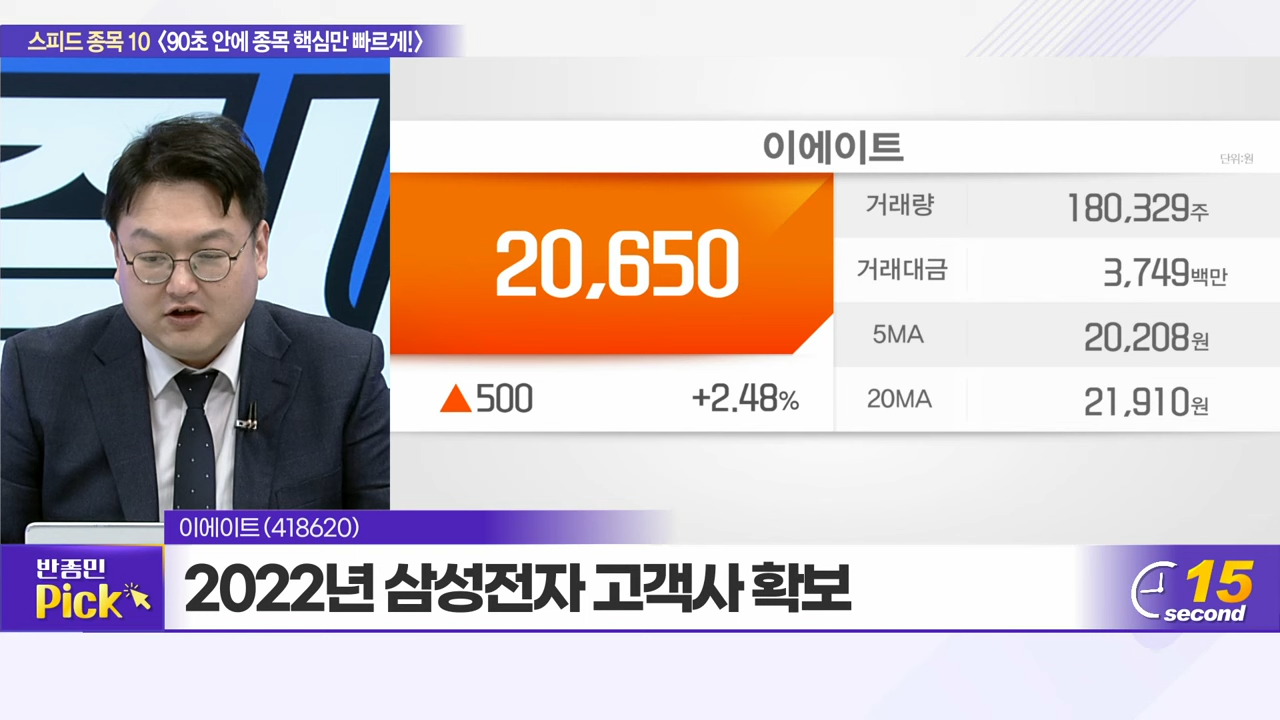 스피드 종목 10 〈90초 안에 종목 핵심만 빠르게!〉
이에이트
단위:원
20,650
▲500 +2.48%
거래량 180,329주
거래대금 3,749백만
5MA 20,208원
20MA 21,910원
이에이트(418620)
반종민
Pick
2022년 삼성전자 고객사 확보
15
second